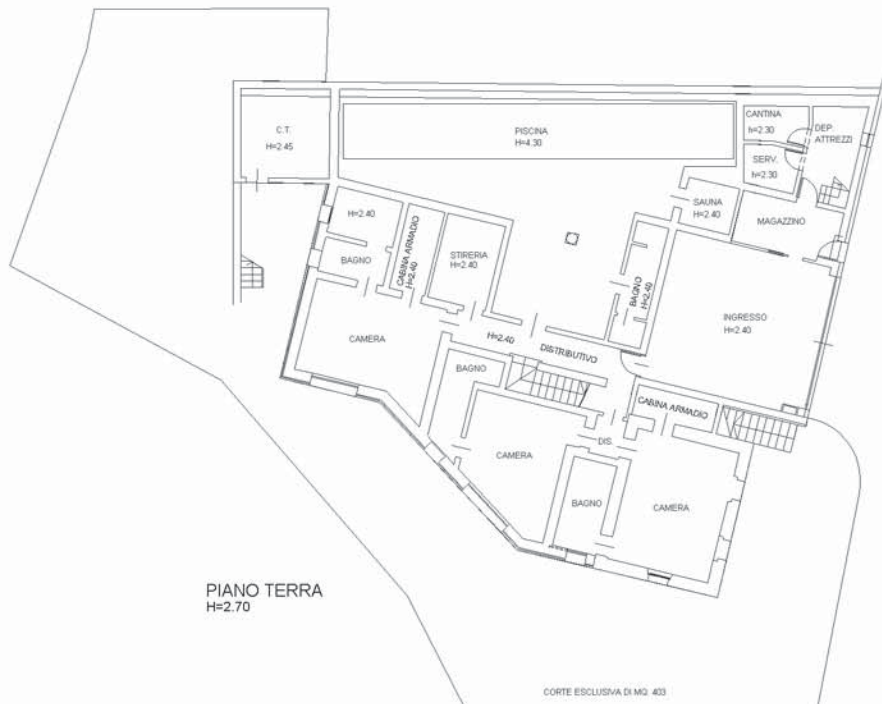 C.T.
H=2.45
PISCINA
H=4.30
CANTINA
h=2.30
DEP.
ATTREZZI
SERV.
h=2.30
SAUNA
H=2.40
MAGAZZINO
H=2.40
BAGNO
CABINA ARMADIO
H=2.40
STIRERIA
H=2.40
BAGNO
H=2.40
INGRESSO
H=2.40
CAMERA
H=2.40
DISTRIBUTIVO
BAGNO
CABINA ARMADIO
CAMERA
DIS.
BAGNO
CAMERA
PIANO TERRA
H=2.70
CORTE ESCLUSIVA DI MQ. 403